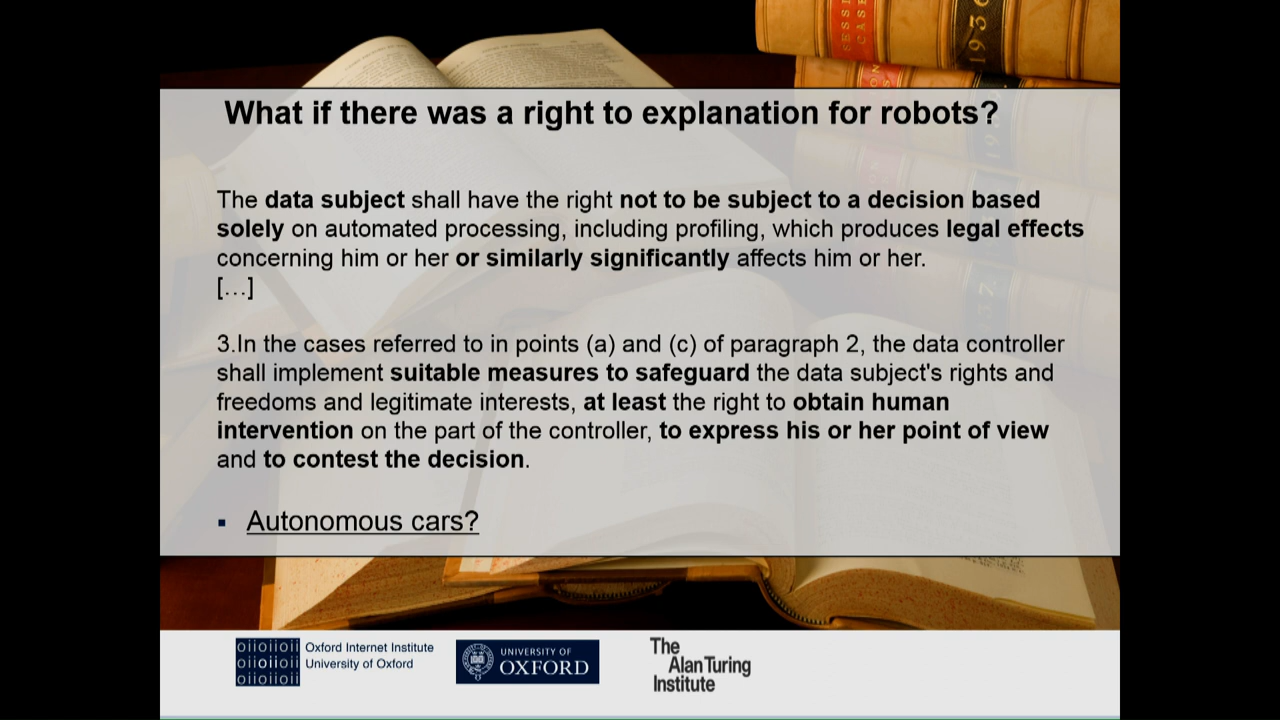 SESSI
CASE
1936
What if there was a right to explanation for robots?
The data subject shall have the right not to be subject to a decision based
solely on automated processing, including profiling, which produces legal effects
concerning him or her or similarly significantly affects him or her.
[…]
3.In the cases referred to in points (a) and (c) of paragraph 2, the data controller
shall implement suitable measures to safeguard the data subject's rights and
freedoms and legitimate interests, at least the right to obtain human
intervention on the part of the controller, to express his or her point of view
and to contest the decision.
▪ Autonomous cars?
oiioiioii
oiioiioii
oiioiioii
Oxford Internet Institute
University of Oxford
UNIVERSITY OF
OXFORD
The
Alan Turing
Institute